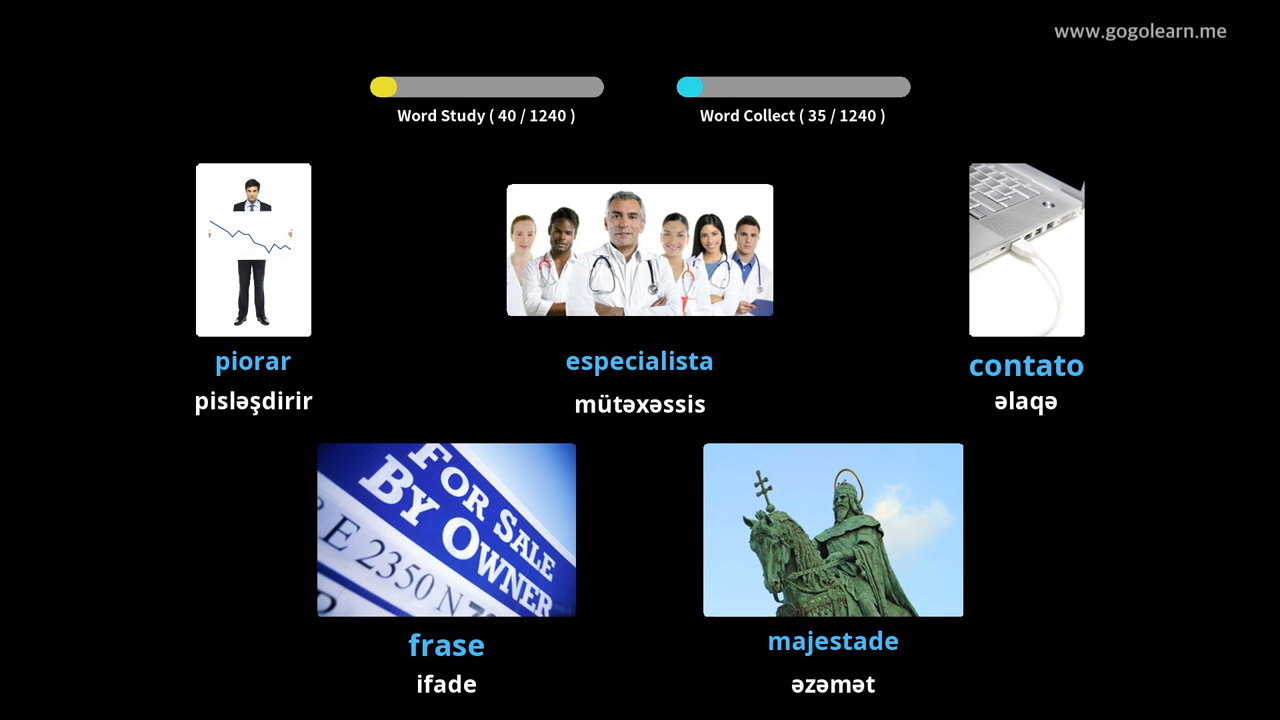 www.gogolearn.me
Word Study ( 40 / 1240 )
Word Collect ( 35 / 1240 )
piorar
pisləşdirir
especialista
mütəxəssis
contato
əlaqə
FOR SALE
BY OWNER
E 2350 N
frase
ifade
majestade
əzəmət